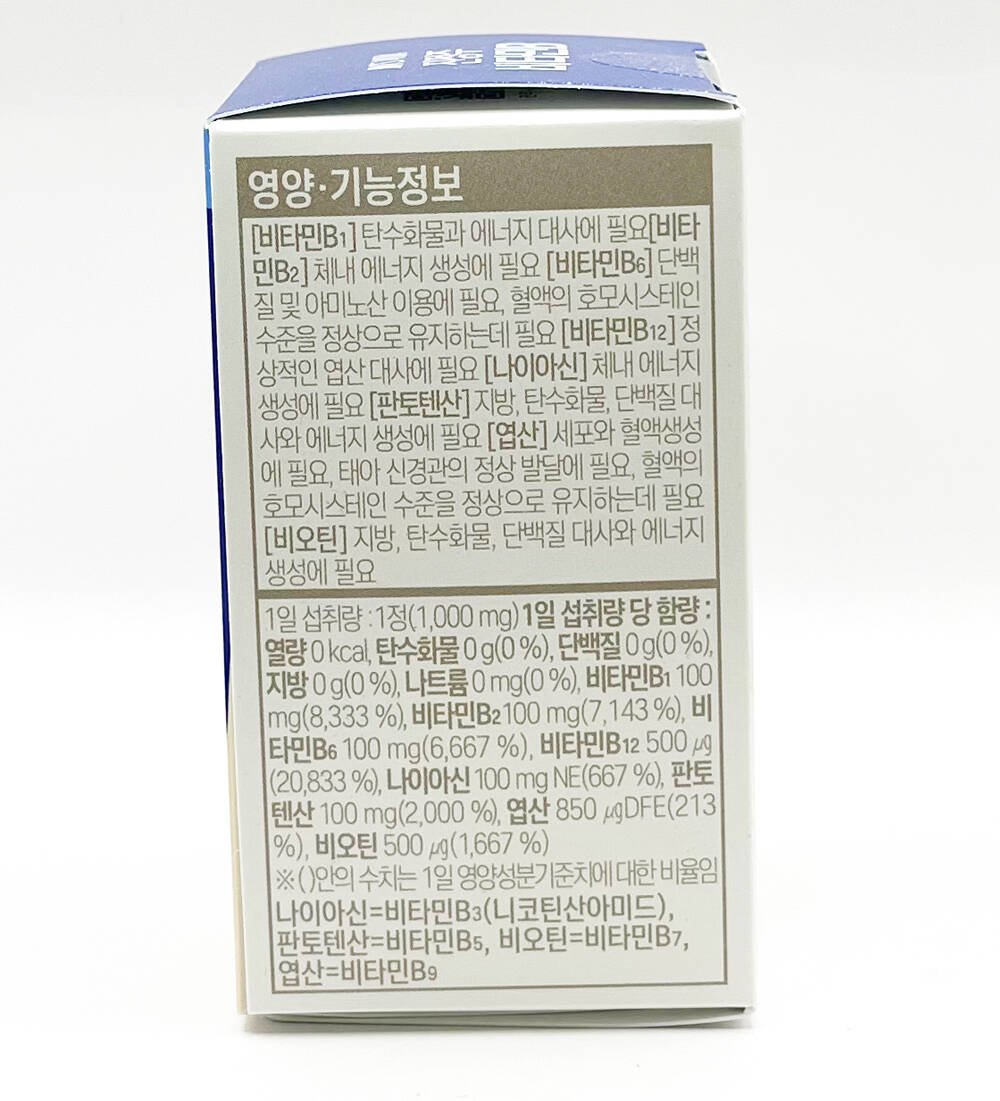 영양·기능정보
[비타민B1] 탄수화물과 에너지 대사에 필요[비타
민B2] 체내 에너지 생성에 필요 [비타민B6] 단백
질 및 아미노산 이용에 필요, 혈액의 호모시스테인
수준을 정상으로 유지하는데 필요 [비타민B12] 정
상적인 엽산 대사에 필요 [나이아신] 체내 에너지
생성에 필요 [판토텐산] 지방, 탄수화물, 단백질 대
사와 에너지 생성에 필요 [엽산] 세포와 혈액생성
에 필요, 태아 신경관의 정상 발달에 필요, 혈액의
호모시스테인 수준을 정상으로 유지하는데 필요
[비오틴] 지방, 탄수화물, 단백질 대사와 에너지
생성에 필요
1일 섭취량 : 1정(1,000 mg) 1일 섭취량 당 함량 :
열량 0 kcal, 탄수화물 0 g(0 %), 단백질 0 g(0 %),
지방 0 g(0 %), 나트륨 0 mg(0 %), 비타민B1 100
mg(8,333 %), 비타민B2 100 mg(7,143 %), 비
타민B6 100 mg(6,667 %), 비타민B12 500 ㎍
(20,833 %), 나이아신 100 mg NE(667 %), 판토
텐산 100 mg(2,000 %), 엽산 850 ㎍DFE(213
%), 비오틴 500 ㎍(1,667 %)
※( )안의 수치는 1일 영양성분기준치에 대한 비율임
나이아신=비타민B3(니코틴산아미드),
판토텐산=비타민B5, 비오틴=비타민B7,
엽산=비타민B9